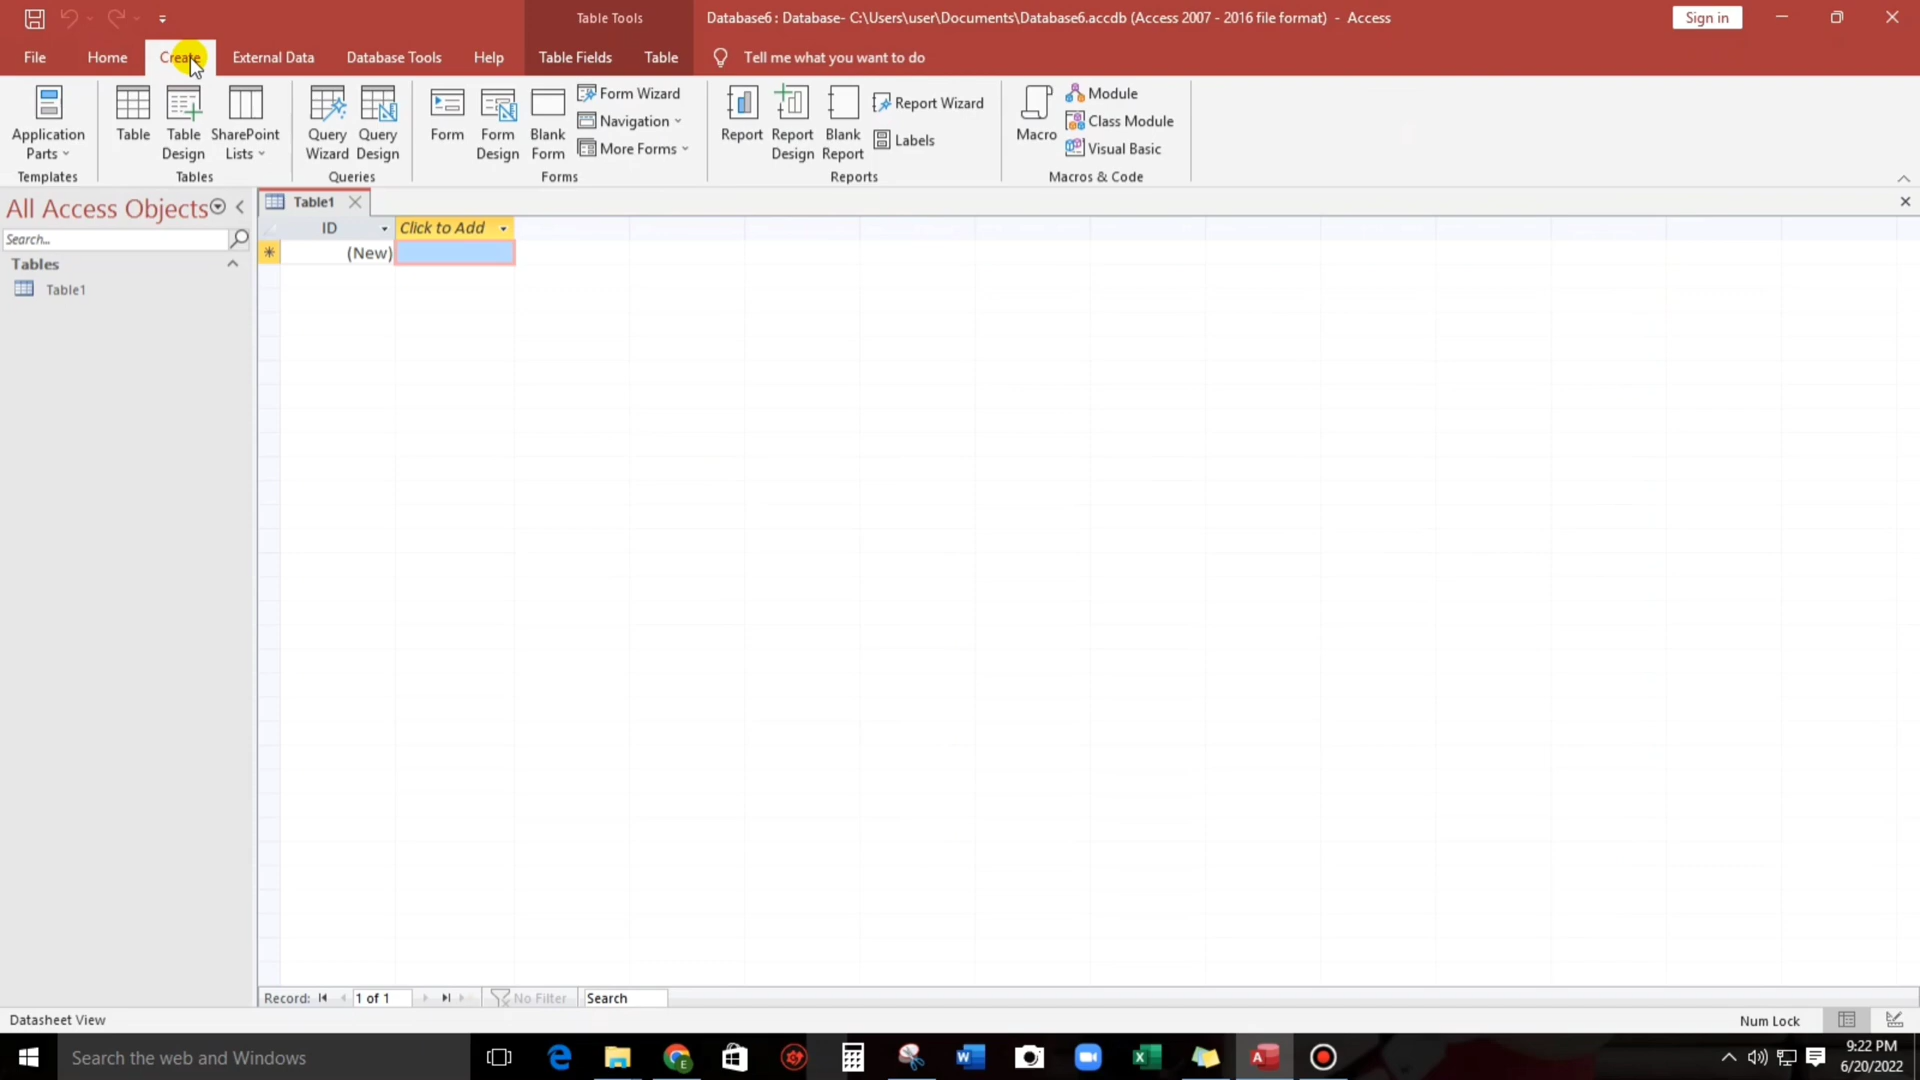 Table Tools
Database6 : Database- C:\Users\user\Documents\Database6.accdb (Access 2007 - 2016 file format)  -  Access
Sign in
File
Home
Create
External Data
Database Tools
Help
Table Fields
Table
Tell me what you want to do
Application
Parts
Templates
Table
Table
Design
SharePoint
Lists
Tables
Query
Wizard
Query
Design
Queries
Form
Form
Design
Blank
Form
Form Wizard
Navigation
More Forms
Forms
Report
Report
Design
Blank
Report
Report Wizard
Labels
Reports
Macro
Module
Class Module
Visual Basic
Macros & Code
All Access Objects
Search...
Tables
Table1
Table1
ID
Click to Add
(New)
Record:
1 of 1
No Filter
Search
Datasheet View
Num Lock
Search the web and Windows
9:22 PM
6/20/2022